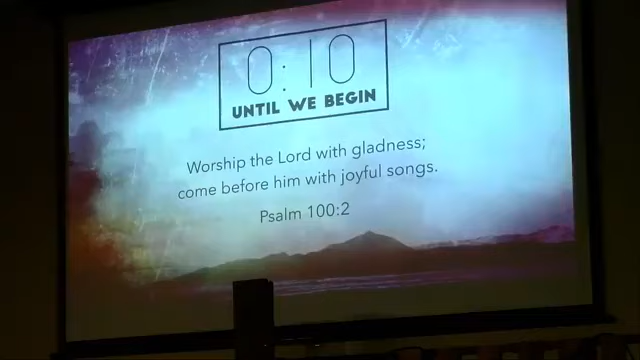 0:10
UNTIL WE BEGIN
Worship the Lord with gladness;
come before him with joyful songs.
Psalm 100:2